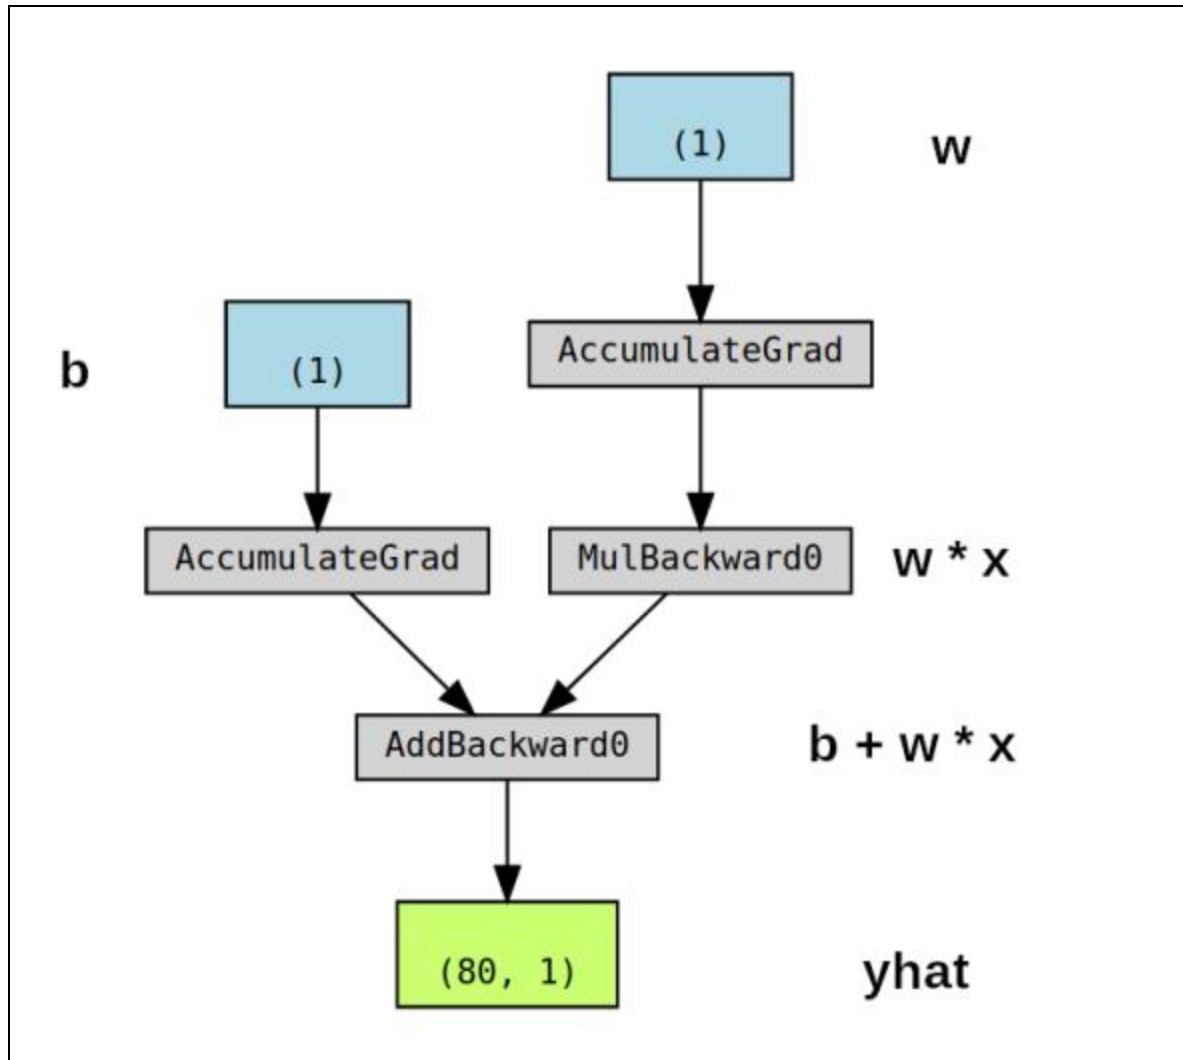 (1)
w
AccumulateGrad
b
(1)
AccumulateGrad
MulBackward0
w * x
AddBackward0
b + w * x
(80, 1)
yhat